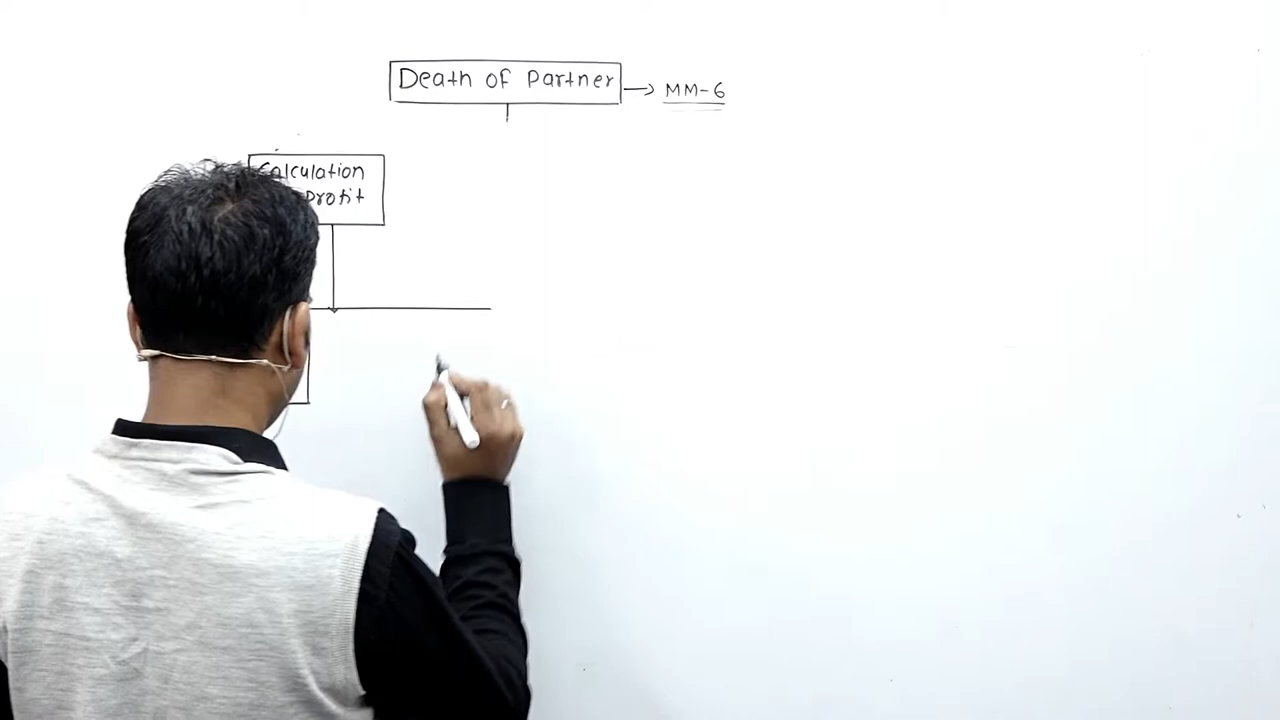 Death of Partner → MM-6
Calculation
Profit